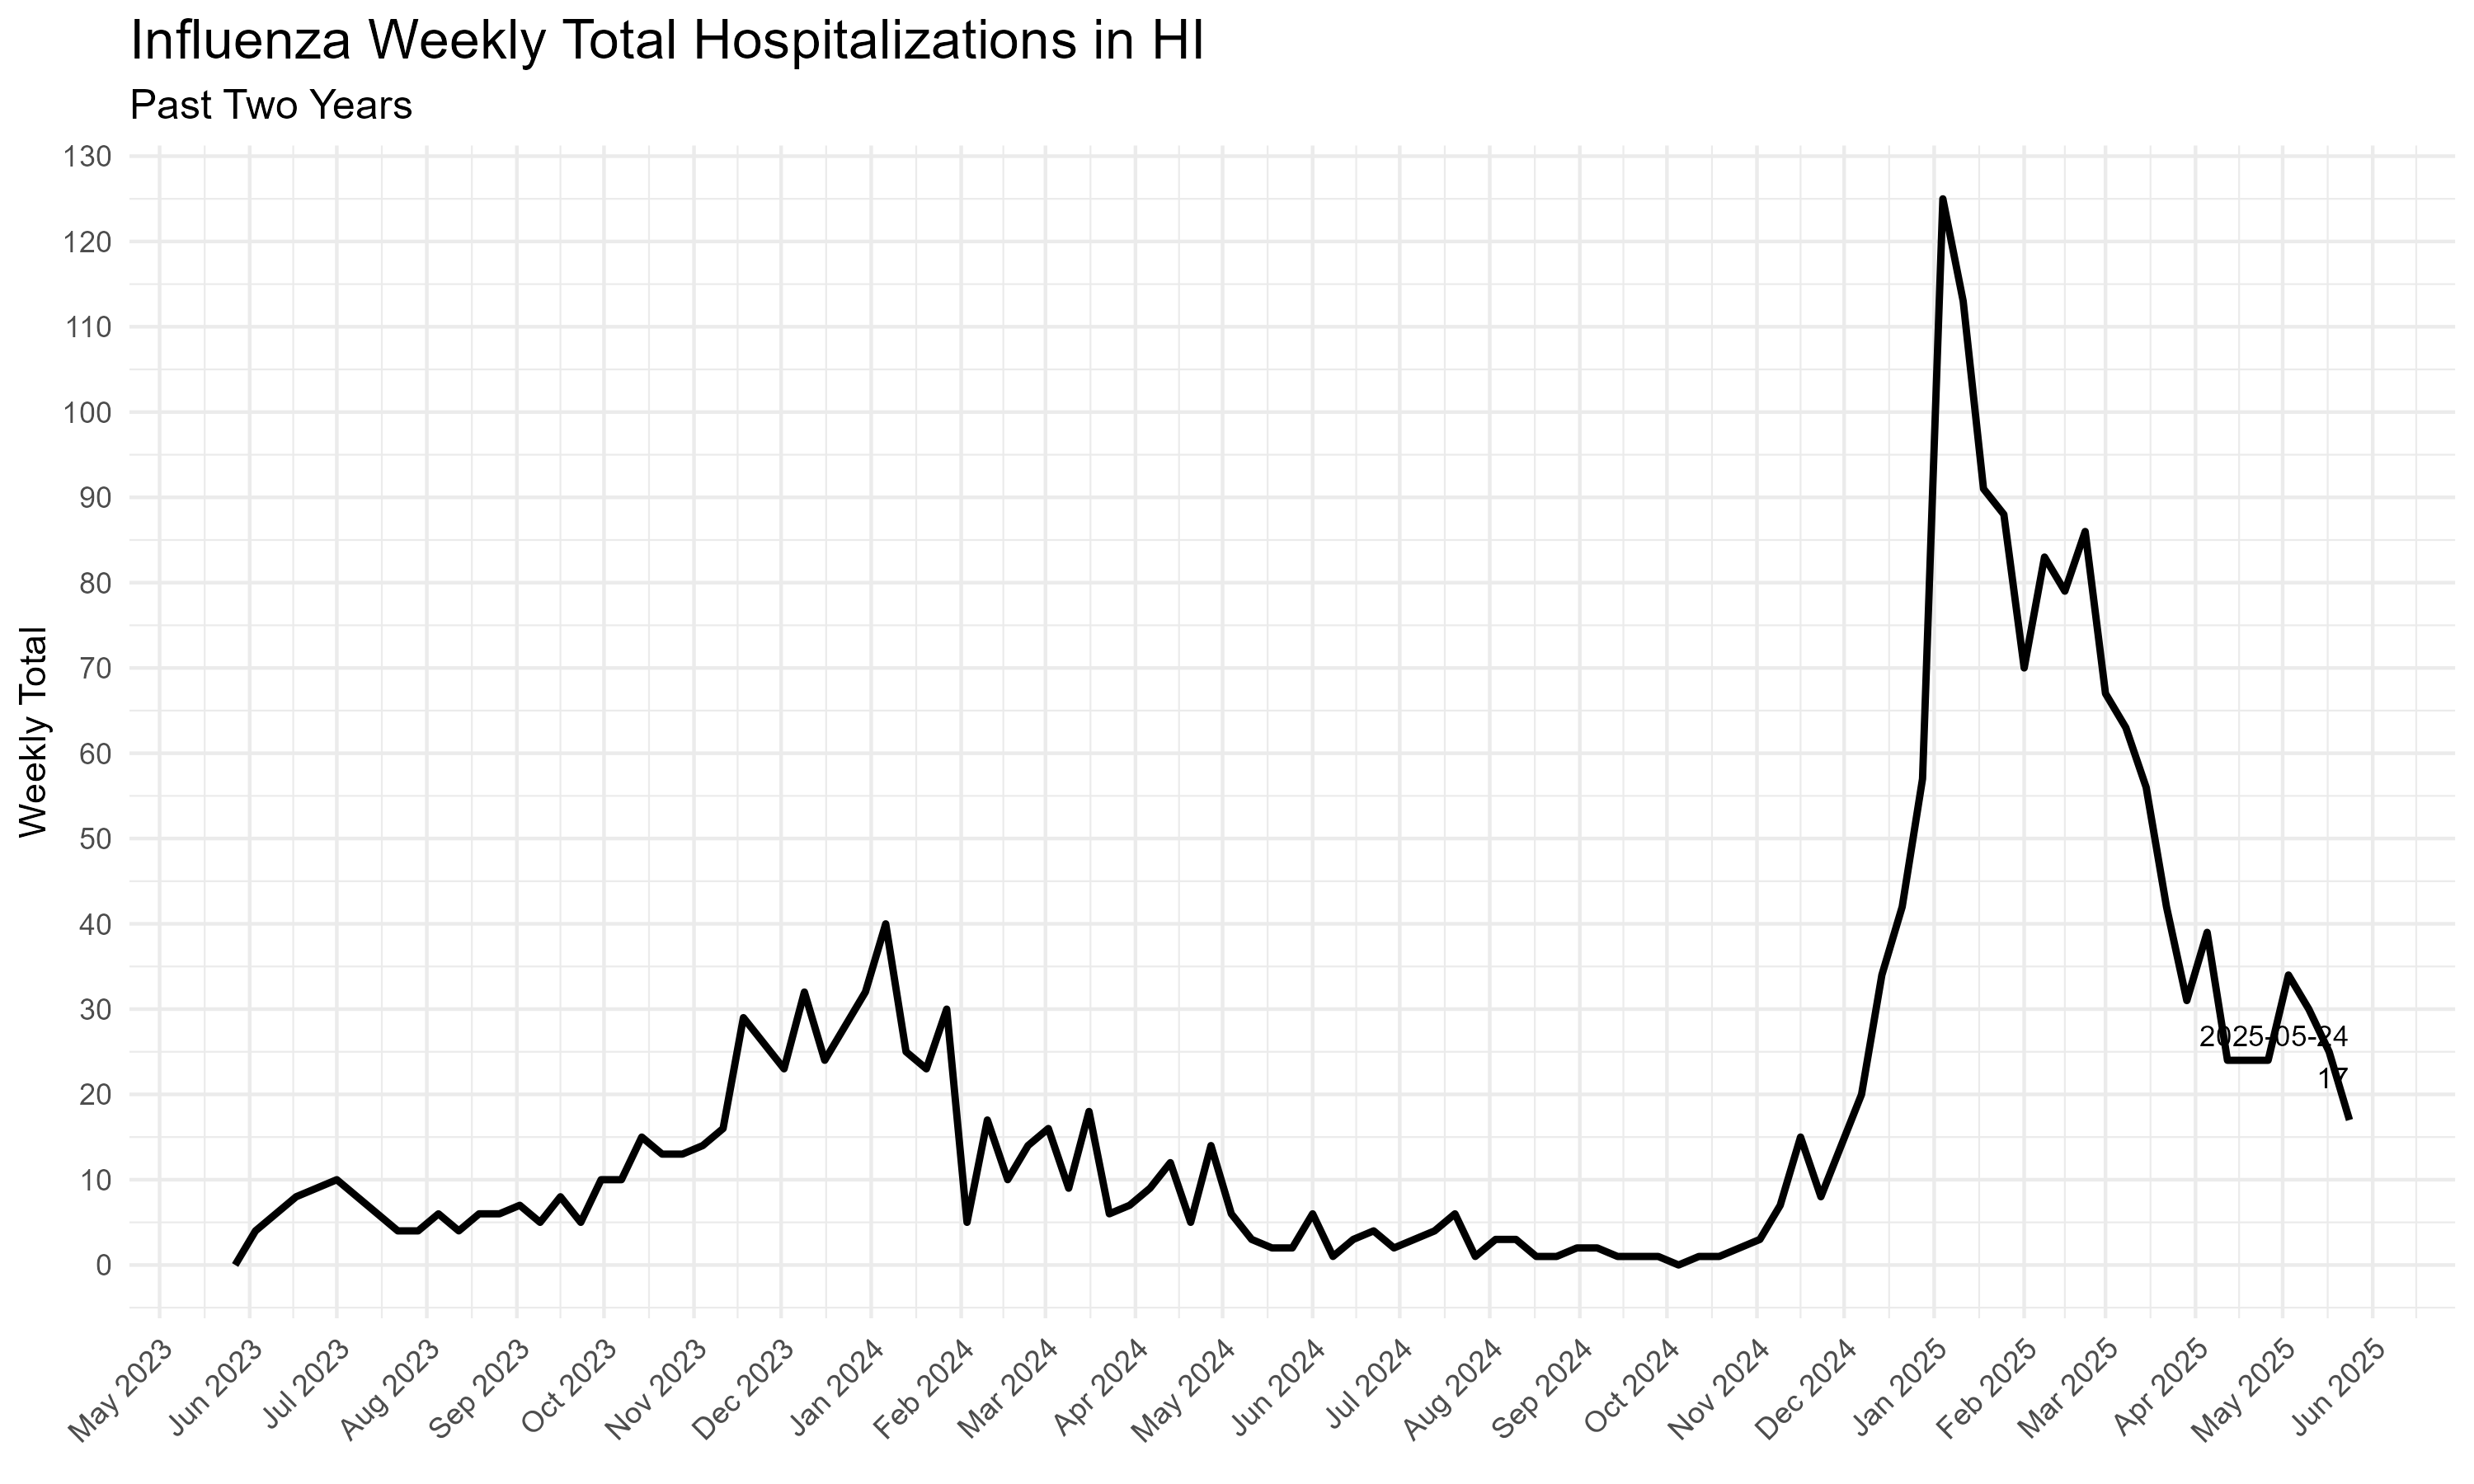 Influenza Weekly Total Hospitalizations in HI
Past Two Years
130
120
110
100
90
80
70
60
50
40
30
20
10
0
Weekly Total
2025-05-24
17
May 2023
Jun 2023
Jul 2023
Aug 2023
Sep 2023
Oct 2023
Nov 2023
Dec 2023
Jan 2024
Feb 2024
Mar 2024
Apr 2024
May 2024
Jun 2024
Jul 2024
Aug 2024
Sep 2024
Oct 2024
Nov 2024
Dec 2024
Jan 2025
Feb 2025
Mar 2025
Apr 2025
May 2025
Jun 2025